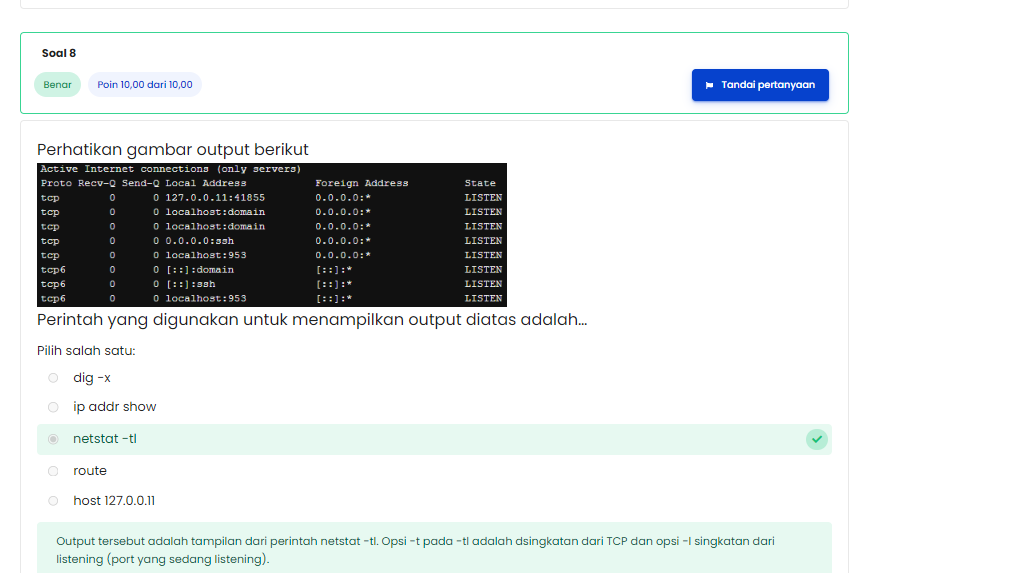 Soal 8
Benar Poin 10,00 dari 10,00 Tandai pertanyaan
Perhatikan gambar output berikut
Active Internet connections (only servers)
Proto Recv-Q Send-Q Local Address Foreign Address State
tcp 0 0 127.0.0.11:41855 0.0.0.0:* LISTEN
tcp 0 0 localhost:domain 0.0.0.0:* LISTEN
tcp 0 0 localhost:domain 0.0.0.0:* LISTEN
tcp 0 0 0.0.0.0:ssh 0.0.0.0:* LISTEN
tcp 0 0 localhost:953 0.0.0.0:* LISTEN
tcp6 0 0 [::]:domain [::]:* LISTEN
tcp6 0 0 [::]:ssh [::]:* LISTEN
tcp6 0 0 localhost:953 [::]:* LISTEN
Perintah yang digunakan untuk menampilkan output diatas adalah...
Pilih salah satu:
dig -x
ip addr show
netstat -tl
route
host 127.0.0.11
Output tersebut adalah tampilan dari perintah netstat -tl. Opsi -t pada -tl adalah dsingkatan dari TCP dan opsi -l singkatan dari
listening (port yang sedang listening).